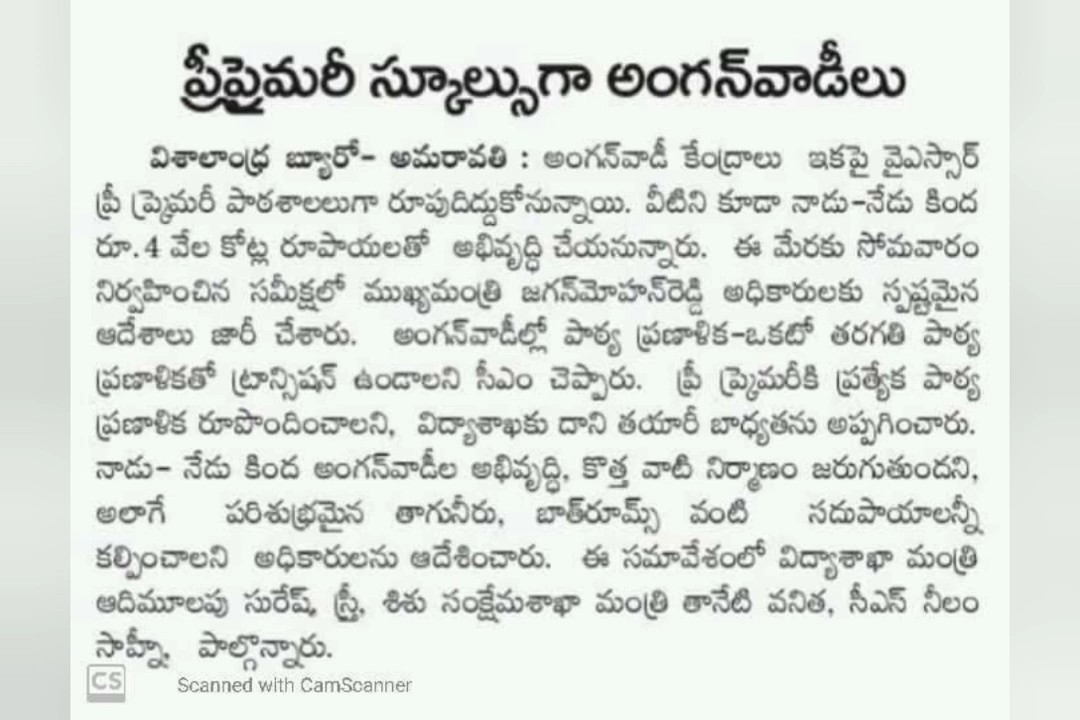 ప్రీప్రైమరీ స్కూల్సుగా అంగన్‌వాడీలు
విశాలాంధ్ర బ్యూరో- అమరావతి : అంగన్‌వాడీ కేంద్రాలు ఇకపై వైఎస్సార్
ప్రీ ప్రైమరీ పాఠశాలలుగా రూపుదిద్దుకోనున్నాయి. వీటిని కూడా నాడు-నేడు కింద
రూ.4 వేల కోట్ల రూపాయలతో అభివృద్ధి చేయనున్నారు. ఈ మేరకు సోమవారం
నిర్వహించిన సమీక్షలో ముఖ్యమంత్రి జగన్‌మోహన్‌రెడ్డి అధికారులకు స్పష్టమైన
ఆదేశాలు జారీ చేశారు. అంగన్‌వాడీల్లో పాఠ్య ప్రణాళిక-ఒకటో తరగతి పాఠ్య
ప్రణాళికతో ట్రాన్సిషన్ ఉండాలని సీఎం చెప్పారు. ప్రీ ప్రైమరీకి ప్రత్యేక పాఠ్య
ప్రణాళిక రూపొందించాలని, విద్యాశాఖకు దాని తయారీ బాధ్యతను అప్పగించారు.
నాడు- నేడు కింద అంగన్‌వాడీల అభివృద్ధి, కొత్త వాటి నిర్మాణం జరుగుతుందని,
అలాగే పరిశుభ్రమైన తాగునీరు, బాత్‌రూమ్స్ వంటి సదుపాయాలన్నీ
కల్పించాలని అధికారులను ఆదేశించారు. ఈ సమావేశంలో విద్యాశాఖా మంత్రి
ఆదిమూలపు సురేష్, స్త్రీ, శిశు సంక్షేమశాఖా మంత్రి తానేటి వనిత, సీఎస్ నీలం
సాహ్నీ, పాల్గొన్నారు.
CS Scanned with CamScanner